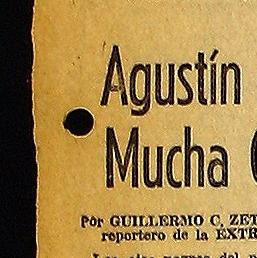 Agustín
Mucha
Por GUILLERMO C. ZET
reportero de la EXTR